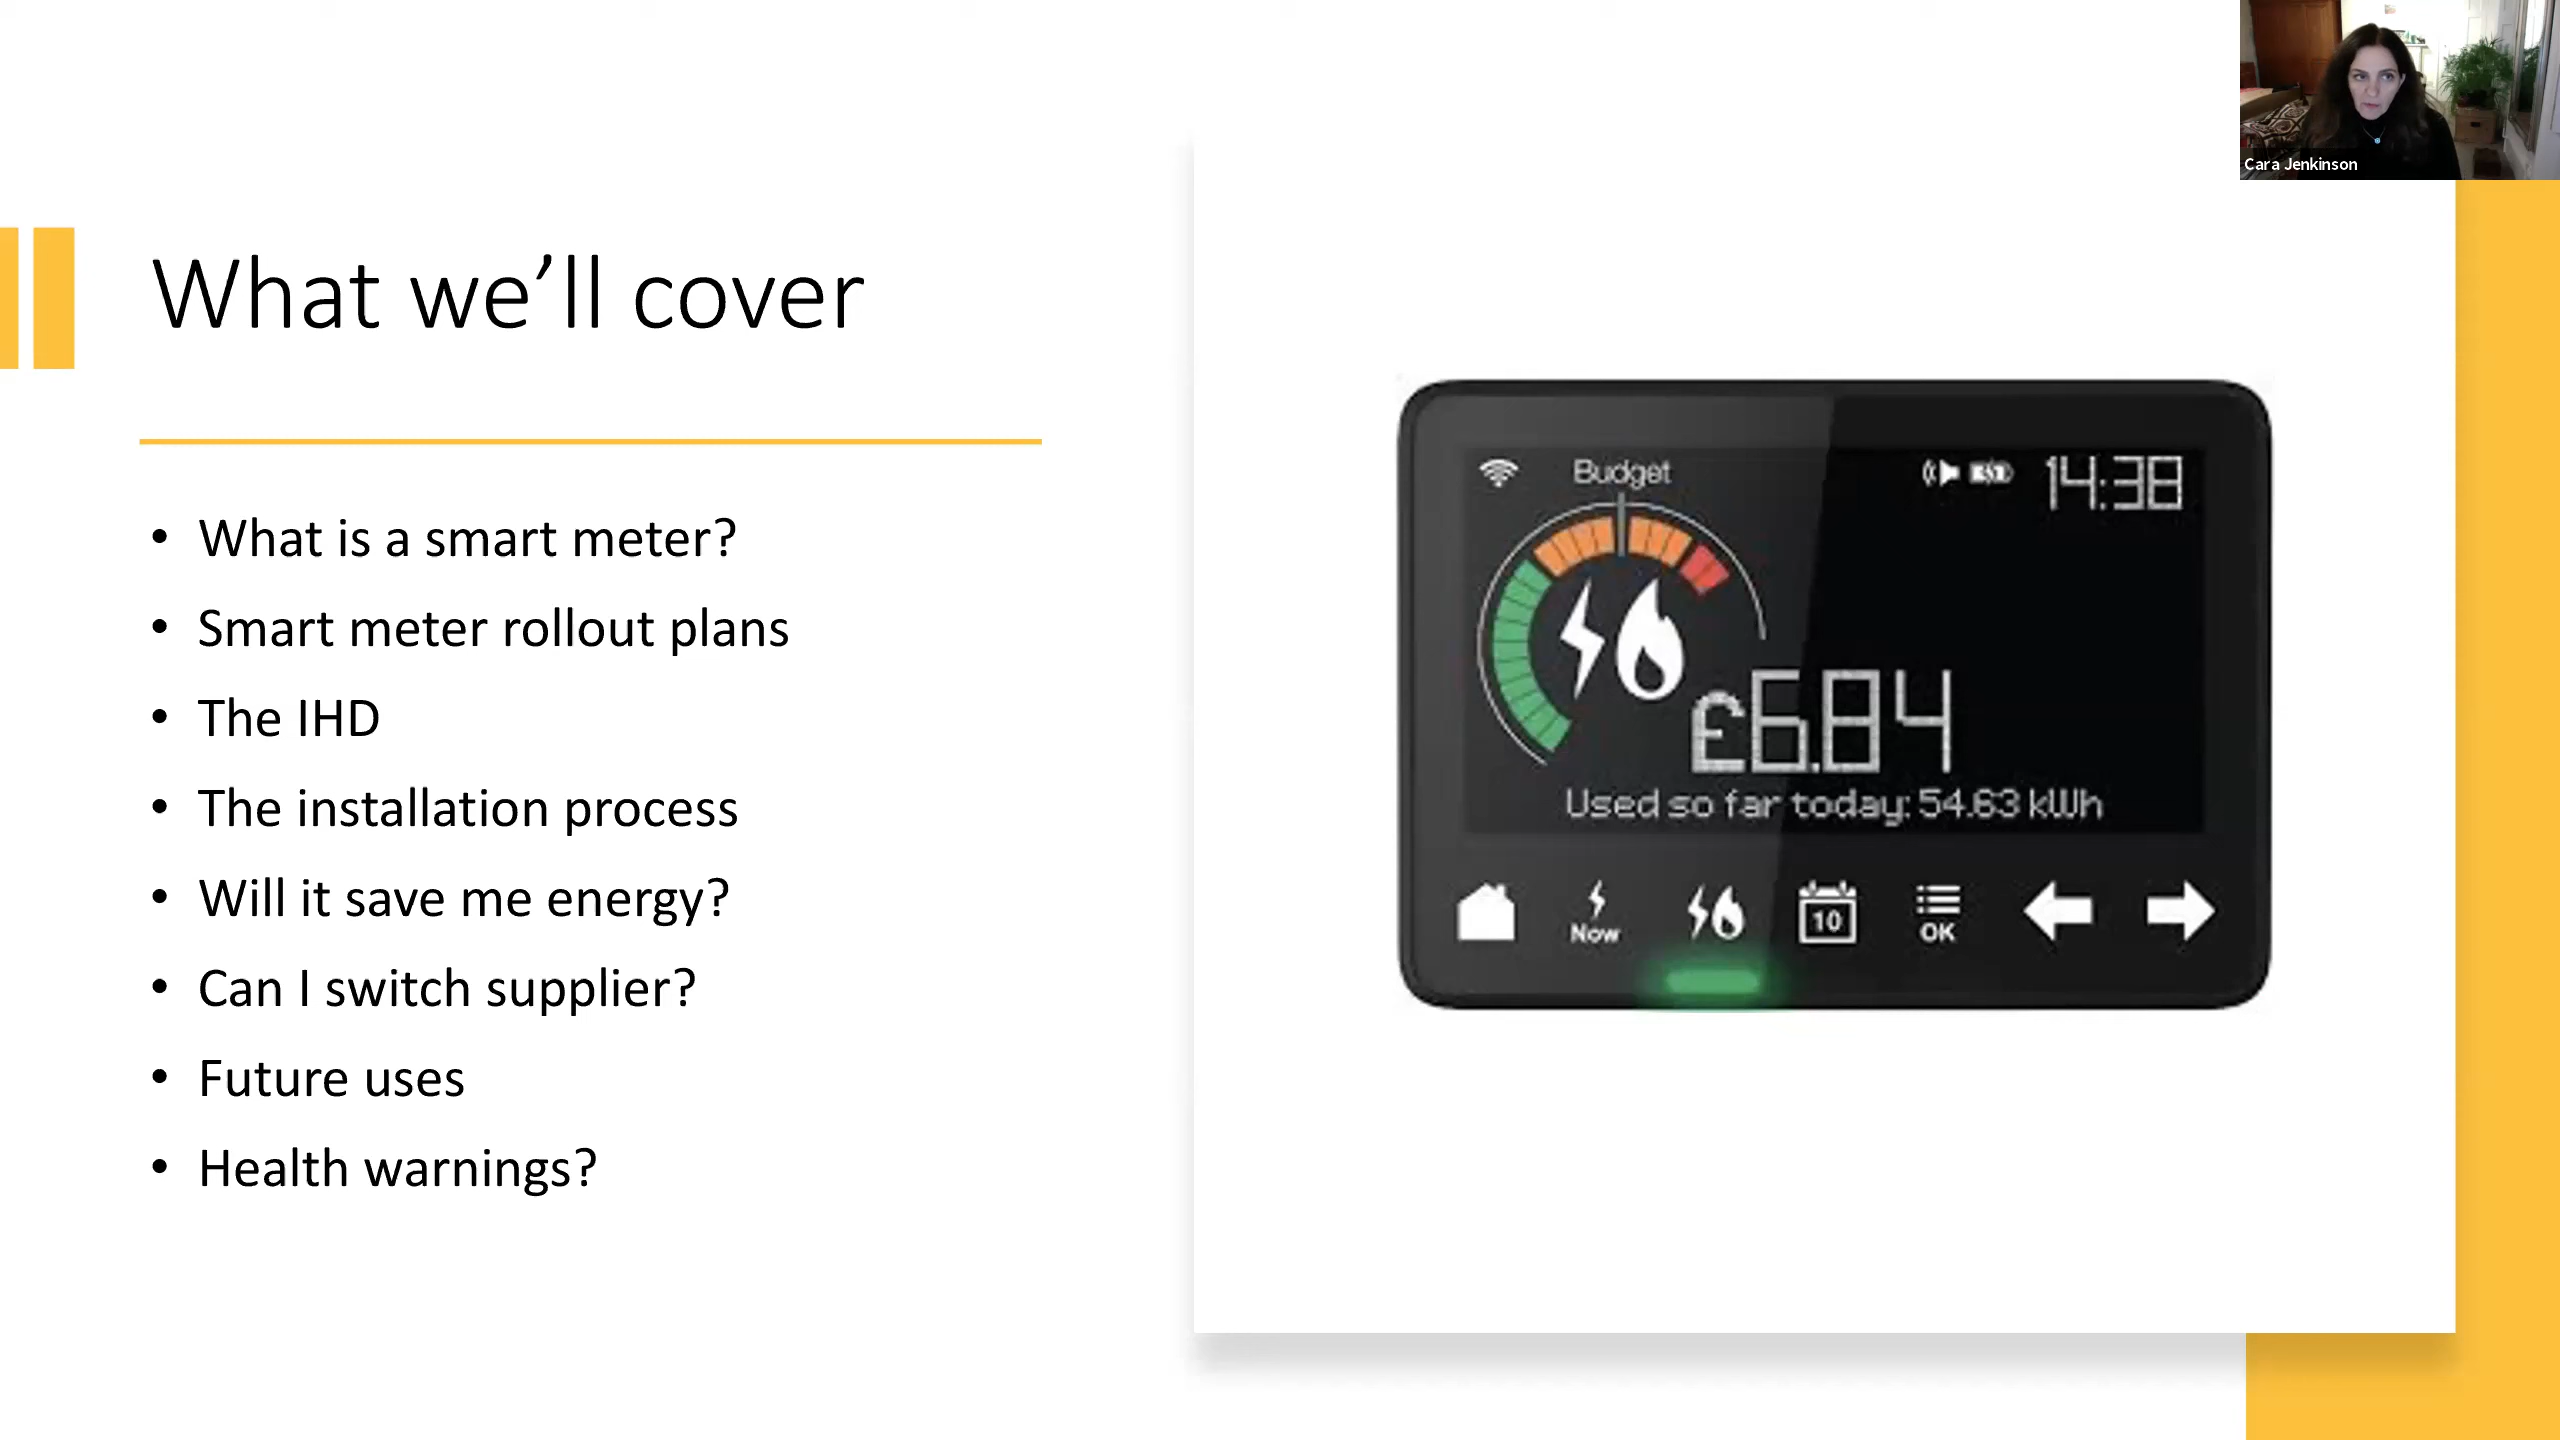 Cara Jenkinson
What we’ll cover
• What is a smart meter?
• Smart meter rollout plans
• The IHD
• The installation process
• Will it save me energy?
• Can I switch supplier?
• Future uses
• Health warnings?
Budget
14:38
£6.84
Used so far today: 54.63 kWh
Now
10
OK